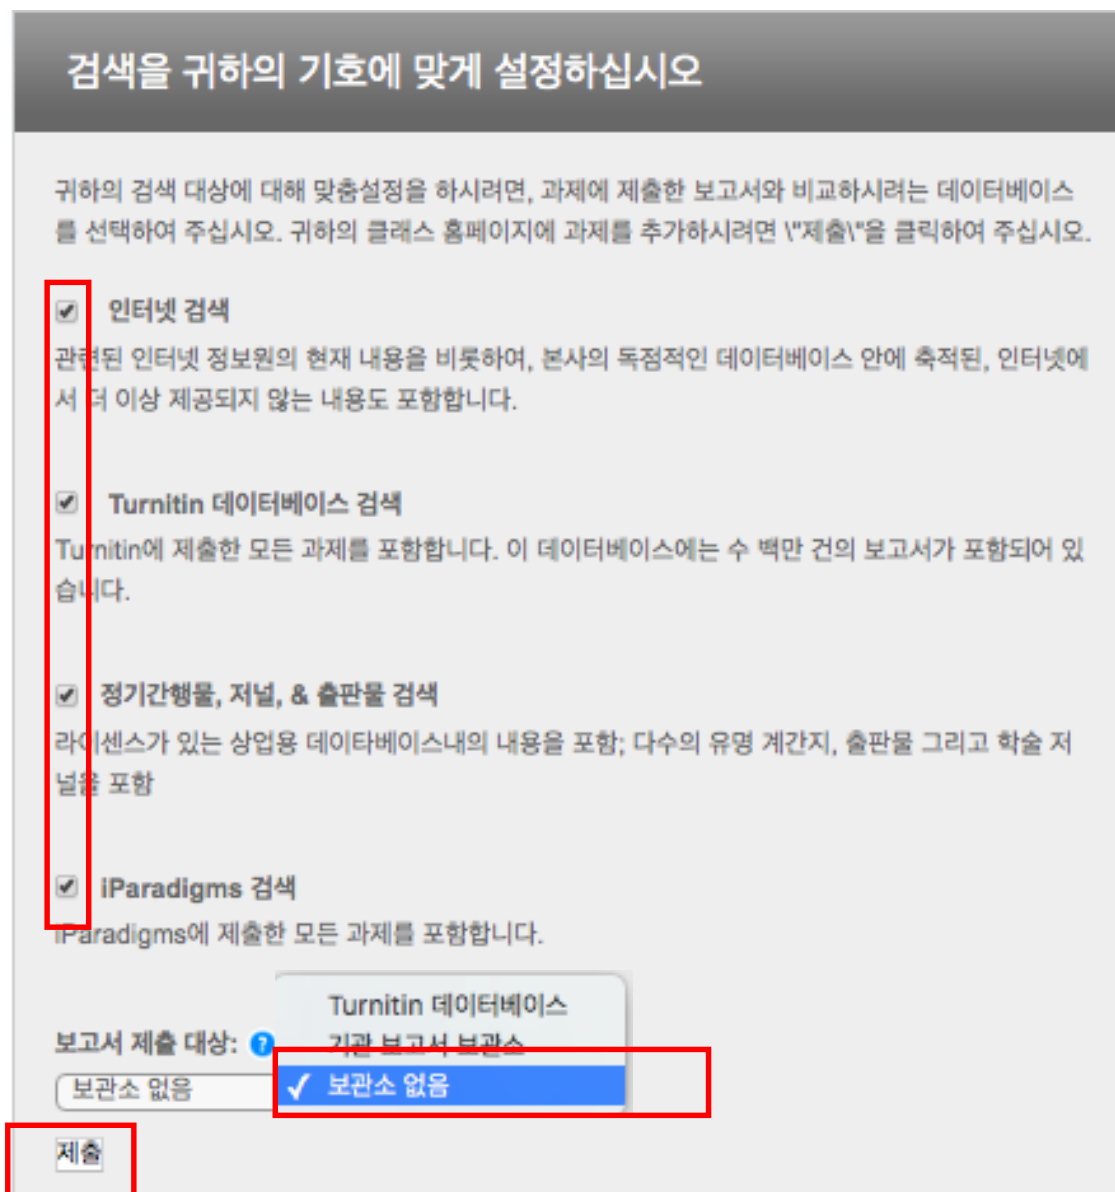 검색을 귀하의 기호에 맞게 설정하십시오
귀하의 검색 대상에 대해 맞춤설정을 하시려면, 과제에 제출한 보고서와 비교하시려는 데이터베이스
를 선택하여 주십시오. 귀하의 클래스 홈페이지에 과제를 추가하시려면 \"제출\"을 클릭하여 주십시오.
인터넷 검색
관련된 인터넷 정보원의 현재 내용을 비롯하여, 본사의 독점적인 데이터베이스 안에 축적된, 인터넷에
서 더 이상 제공되지 않는 내용도 포함합니다.
Turnitin 데이터베이스 검색
Turnitin에 제출한 모든 과제를 포함합니다. 이 데이터베이스에는 수 백만 건의 보고서가 포함되어 있
습니다.
정기간행물, 저널, & 출판물 검색
라이센스가 있는 상업용 데이타베이스내의 내용을 포함; 다수의 유명 계간지, 출판물 그리고 학술 저
널을 포함
iParadigms 검색
iParadigms에 제출한 모든 과제를 포함합니다.
Turnitin 데이터베이스
보고서 제출 대상: ? 기관 보고서 보관소
보관소 없음 ✓ 보관소 없음
제출